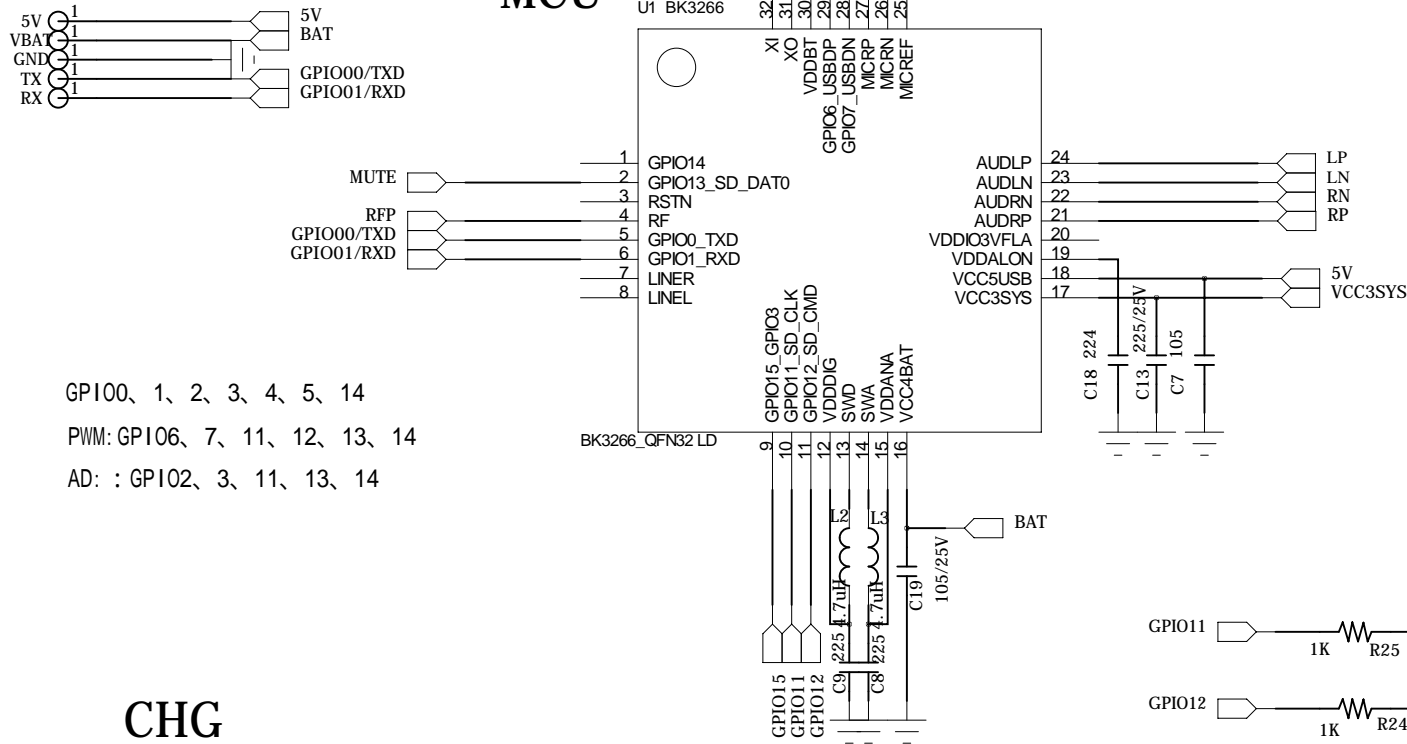 MCU
5V 1 5V
VBAT 1 BAT
GND 1
TX 1 GPIO00/TXD
RX 1 GPIO01/RXD
U1 BK3266
32 31 30 29 28 27 26 25
XI
XO
VDDBT
GPIO6_USBDP
GPIO7_USBDN
MICRP
MICRN
MICREF
1 GPIO14
MUTE 2 GPIO13_SD_DAT0
3 RSTN
RFP 4 RF
GPIO00/TXD 5 GPIO0_TXD
GPIO01/RXD 6 GPIO1_RXD
7 LINER
8 LINEL
AUDLP 24 LP
AUDLN 23 LN
AUDRN 22 RN
AUDRP 21 RP
VDDIO3VFLA 20
VDDALON 19
VCC5USB 18 5V
VCC3SYS 17 VCC3SYS
C18 224
C13 225/25V
C7 105
GPIO15_GPIO3
GPIO11_SD_CLK
GPIO12_SD_CMD
VDDDIG
SWD
SWA
VDDANA
VCC4BAT
BK3266_QFN32 LD
9 10 11 12 13 14 15 16
GPIO0、1、2、3、4、5、14
PWM:GPIO6、7、11、12、13、14
AD: :GPIO2、3、11、13、14
L2 L3
4.7uH 4.7uH
BAT
C19 105/25V
C9 225
C8 225
GPIO15
GPIO11
GPIO12
GPIO11 1K R25
GPIO12 1K R24
CHG